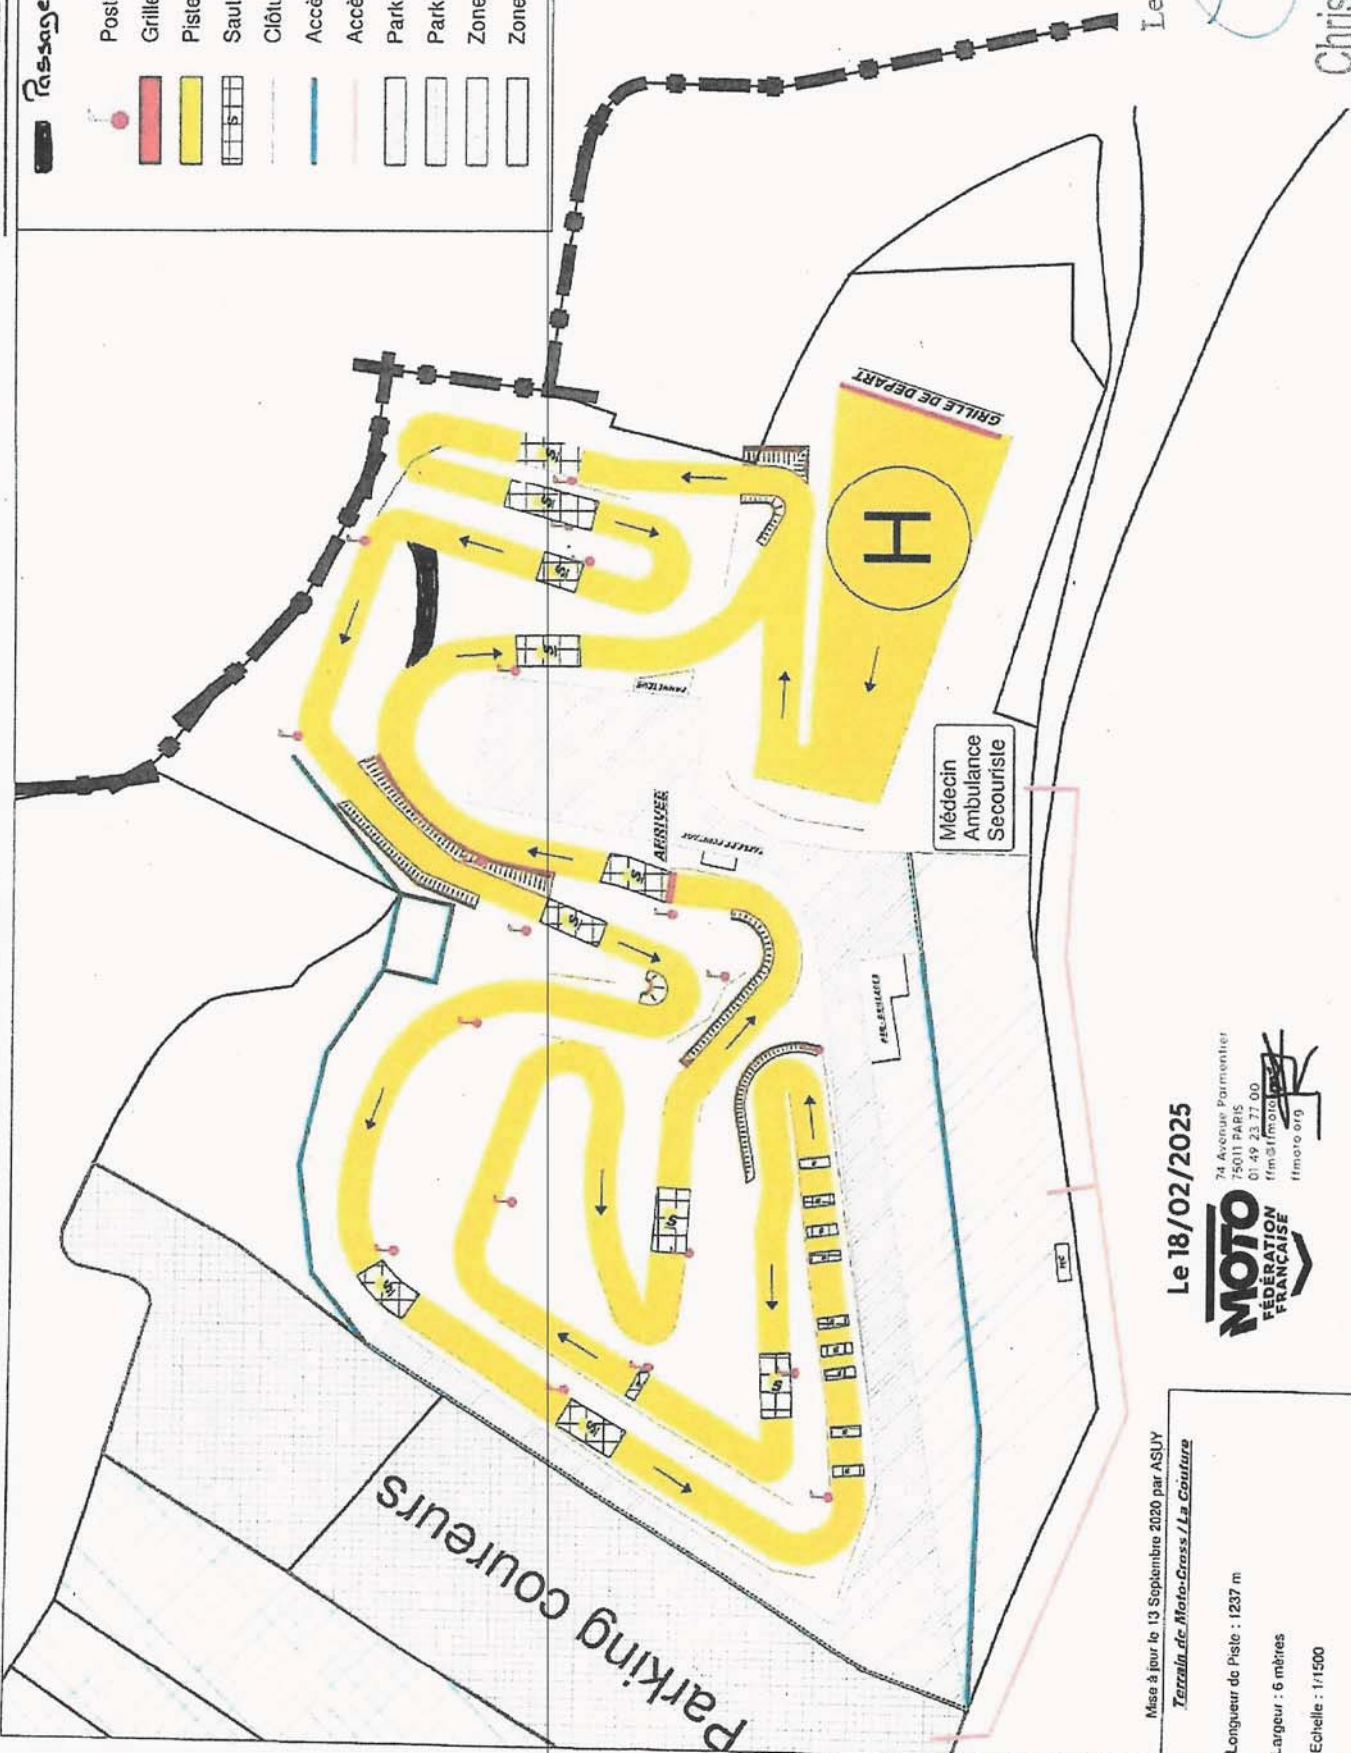 Passage
Post
Grille
Piste
Saut
Clôtu
Accè
Accè
Park
Park
Zone
Zone
Le
Chris
GRILLE DE DEPART
H
PANNETEUR
ARRIVEE
Médecin
Ambulance
Secouriste
Parking coureurs
S
S
S
S
S
S
S
S
S
S
Le 18/02/2025
MOTO
FÉDÉRATION
FRANÇAISE
74 Avenue Parmentier
75011 PARIS
01 49 23 77 00
ffm@ffmoto
ffmoto.org
Mise à jour le 13 Septembre 2020 par ASUY
Terrain de Moto-Cross / La Couture
Longueur de Piste : 1237 m
Largeur : 6 mètres
Echelle : 1/1500